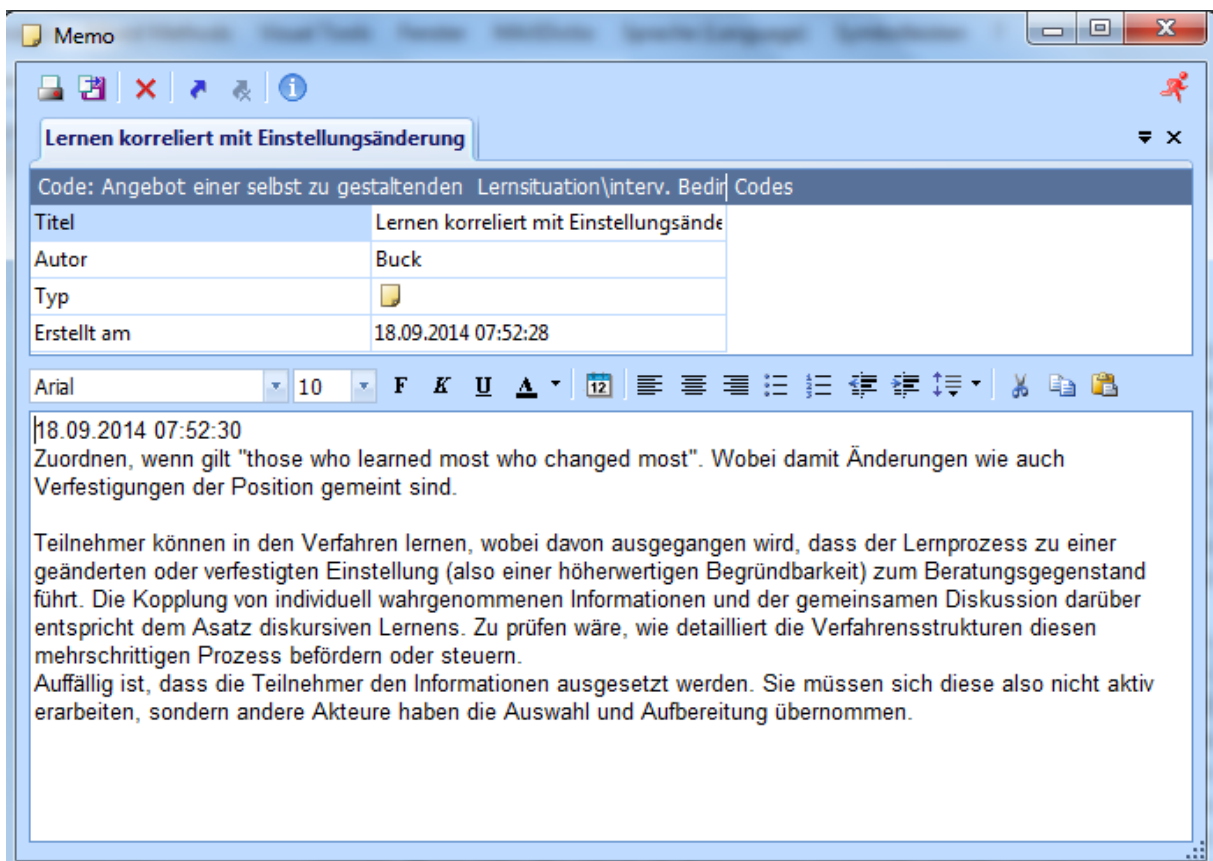 Memo
Lernen korreliert mit Einstellungsänderung
Code: Angebot einer selbst zu gestaltenden Lernsituation\interv. Bedir Codes
Titel Lernen korreliert mit Einstellungsände
Autor Buck
Typ
Erstellt am 18.09.2014 07:52:28
Arial 10 F K U A 12
18.09.2014 07:52:30
Zuordnen, wenn gilt "those who learned most who changed most". Wobei damit Änderungen wie auch
Verfestigungen der Position gemeint sind.
Teilnehmer können in den Verfahren lernen, wobei davon ausgegangen wird, dass der Lernprozess zu einer
geänderten oder verfestigten Einstellung (also einer höherwertigen Begründbarkeit) zum Beratungsgegenstand
führt. Die Kopplung von individuell wahrgenommenen Informationen und der gemeinsamen Diskussion darüber
entspricht dem Asatz diskursiven Lernens. Zu prüfen wäre, wie detailliert die Verfahrensstrukturen diesen
mehrschrittigen Prozess befördern oder steuern.
Auffällig ist, dass die Teilnehmer den Informationen ausgesetzt werden. Sie müssen sich diese also nicht aktiv
erarbeiten, sondern andere Akteure haben die Auswahl und Aufbereitung übernommen.